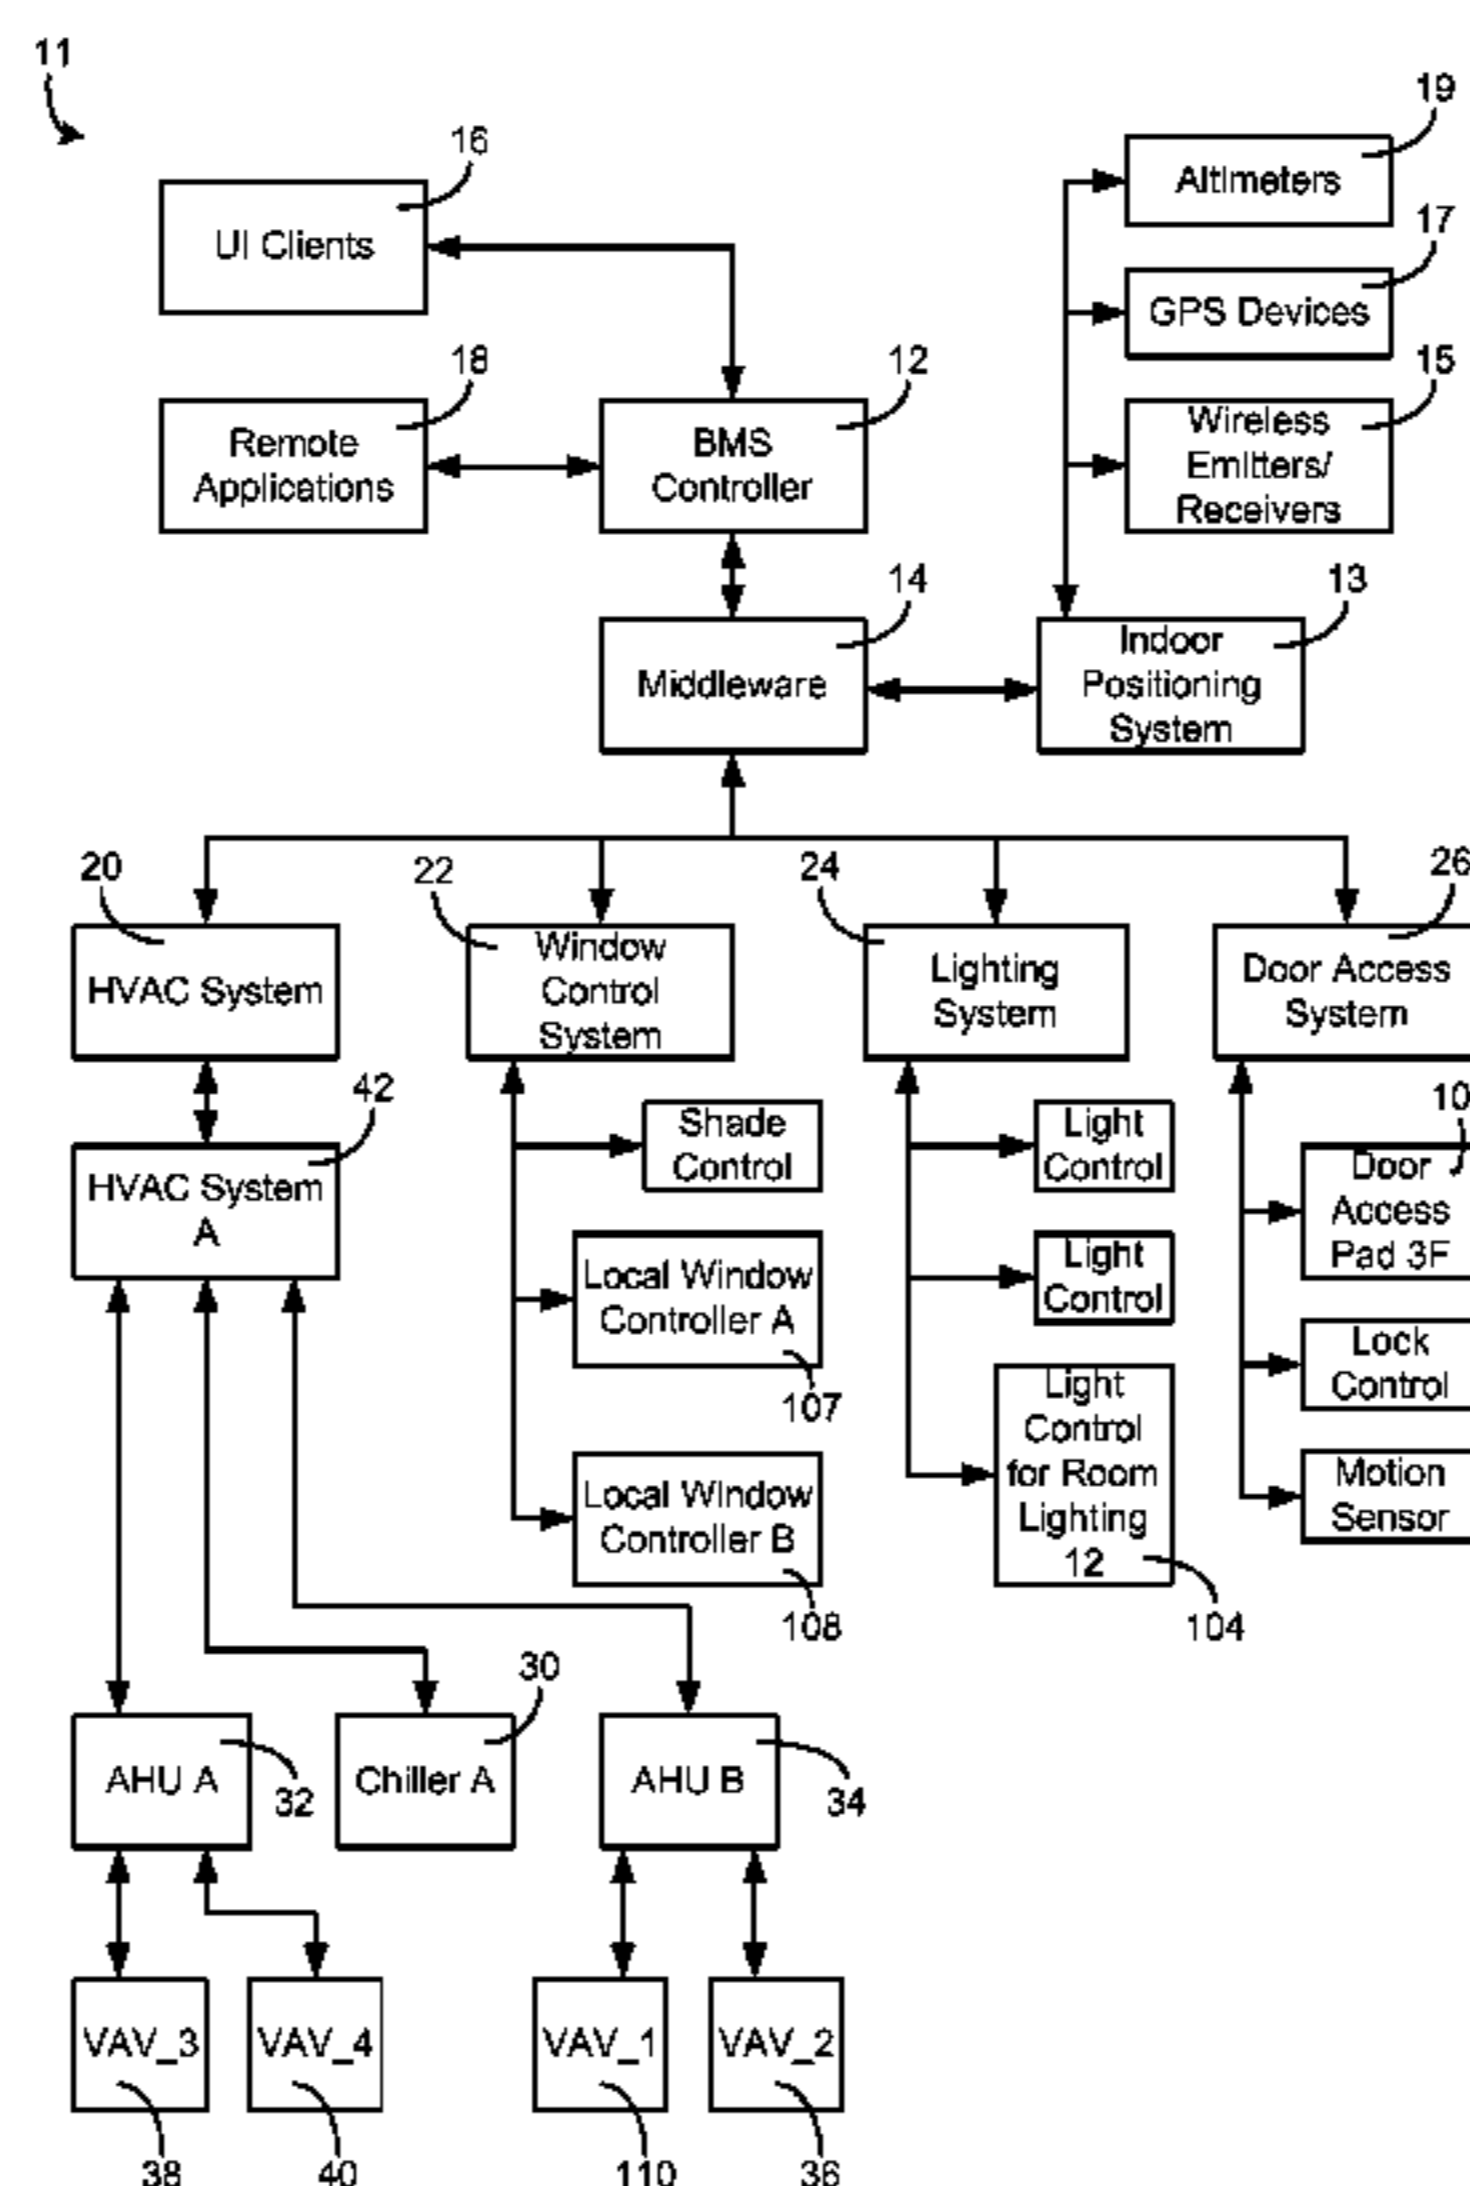 11
16
UI Clients
19
Altimeters
17
GPS Devices
18
Remote
Applications
12
BMS
Controller
15
Wireless
Emitters/
Receivers
14
Middleware
13
Indoor
Positioning
System
20
HVAC System
22
Window
Control
System
24
Lighting
System
26
Door Access
System
42
HVAC System
A
Shade
Control
Local Window
Controller A
107
Local Window
Controller B
108
Light
Control
Light
Control
Light
Control
for Room
Lighting
12
104
10
Door
Access
Pad 3F
Lock
Control
Motion
Sensor
AHU A
32
30
Chiller A
AHU B
34
VAV_3
38
VAV_4
40
VAV_1
110
VAV_2
36